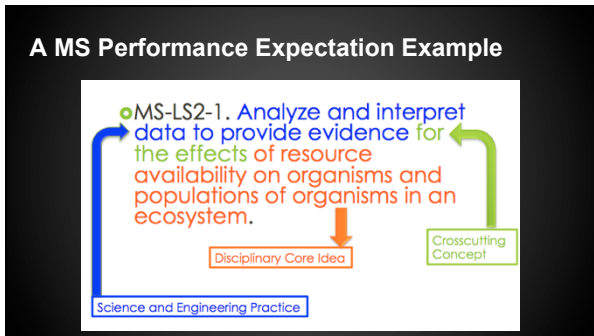 A MS Performance Expectation Example
MS-LS2-1. Analyze and interpret
data to provide evidence for
the effects of resource
availability on organisms and
populations of organisms in an
ecosystem.
Crosscutting
Concept
Disciplinary Core Idea
Science and Engineering Practice